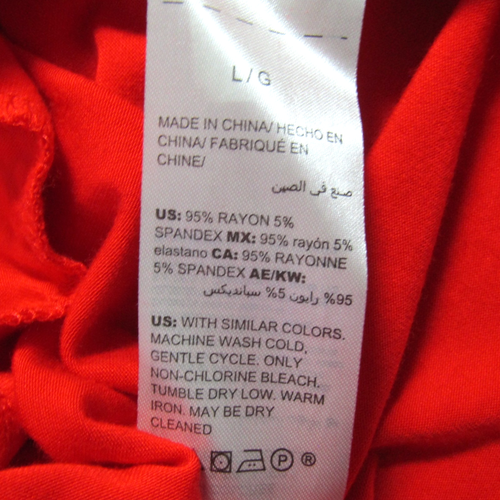 L / G
MADE IN CHINA/ HECHO EN
CHINA/ FABRIQUÉ EN
CHINE/
صنع في الصين
US: 95% RAYON 5%
SPANDEX MX: 95% rayón 5%
elastano CA: 95% RAYONNE
5% SPANDEX AE/KW:
95% رايون 5% سبانديكس
US: WITH SIMILAR COLORS.
MACHINE WASH COLD,
GENTLE CYCLE. ONLY
NON-CHLORINE BLEACH.
TUMBLE DRY LOW. WARM
IRON. MAY BE DRY
CLEANED
P ®